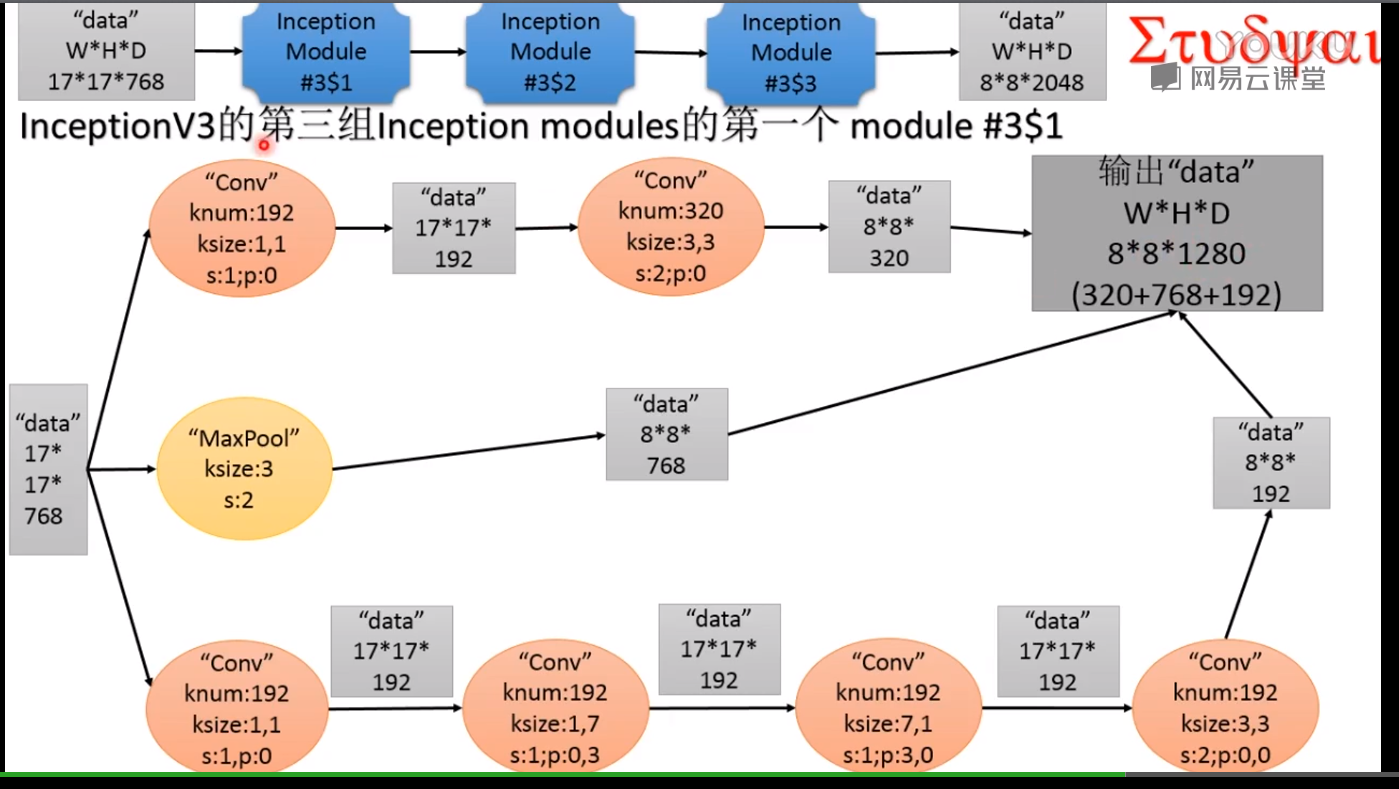 “data”
W*H*D
17*17*768
Inception
Module
#3$1
Inception
Module
#3$2
Inception
Module
#3$3
“data”
W*H*D
8*8*2048
Στυδψαι
YOUKU
网易云课堂
InceptionV3的第三组Inception modules的第一个 module #3$1
“Conv”
knum:192
ksize:1,1
s:1;p:0
“data”
17*17*
192
“Conv”
knum:320
ksize:3,3
s:2;p:0
“data”
8*8*
320
输出“data”
W*H*D
8*8*1280
(320+768+192)
“data”
17*
17*
768
“MaxPool”
ksize:3
s:2
“data”
8*8*
768
“data”
8*8*
192
“Conv”
knum:192
ksize:1,1
s:1,p:0
“data”
17*17*
192
“Conv”
knum:192
ksize:1,7
s:1;p:0,3
“data”
17*17*
192
“Conv”
knum:192
ksize:7,1
s:1;p:3,0
“data”
17*17*
192
“Conv”
knum:192
ksize:3,3
s:2;p:0,0